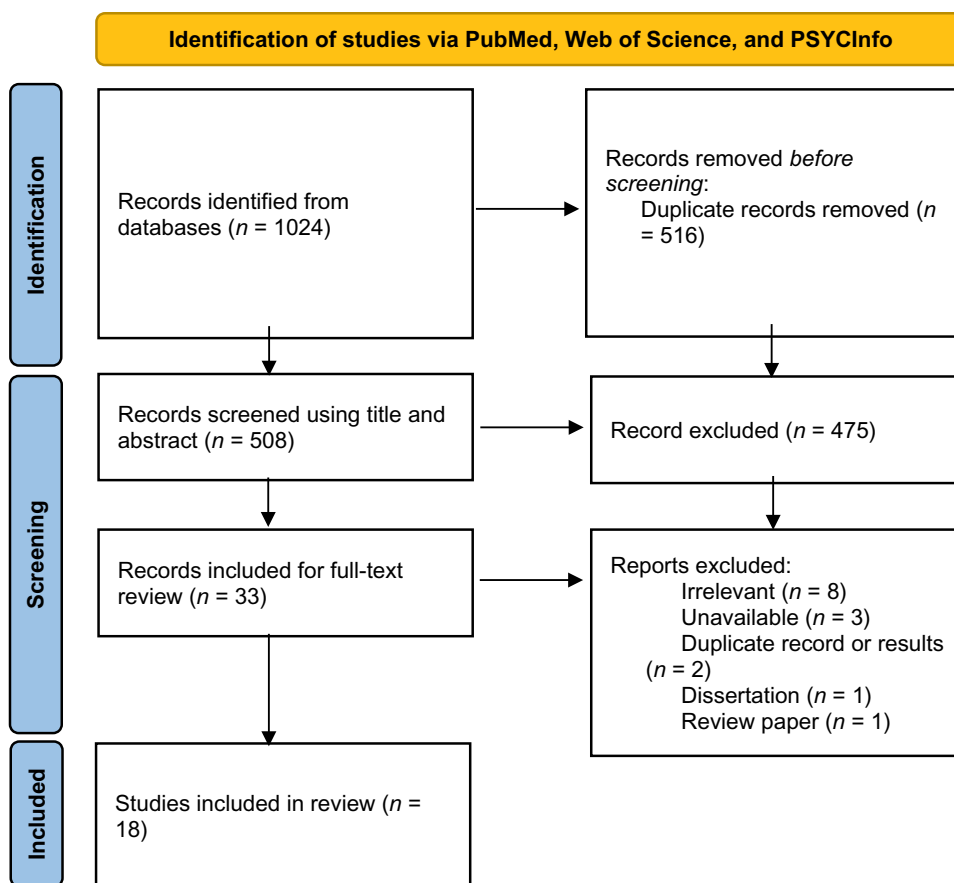 Identification of studies via PubMed, Web of Science, and PSYCInfo
Identification
Records identified from
databases (n = 1024)
Records removed before
screening:
Duplicate records removed (n
= 516)
Screening
Records screened using title and
abstract (n = 508)
Record excluded (n = 475)
Records included for full-text
review (n = 33)
Reports excluded:
Irrelevant (n = 8)
Unavailable (n = 3)
Duplicate record or results
(n = 2)
Dissertation (n = 1)
Review paper (n = 1)
Included
Studies included in review (n =
18)